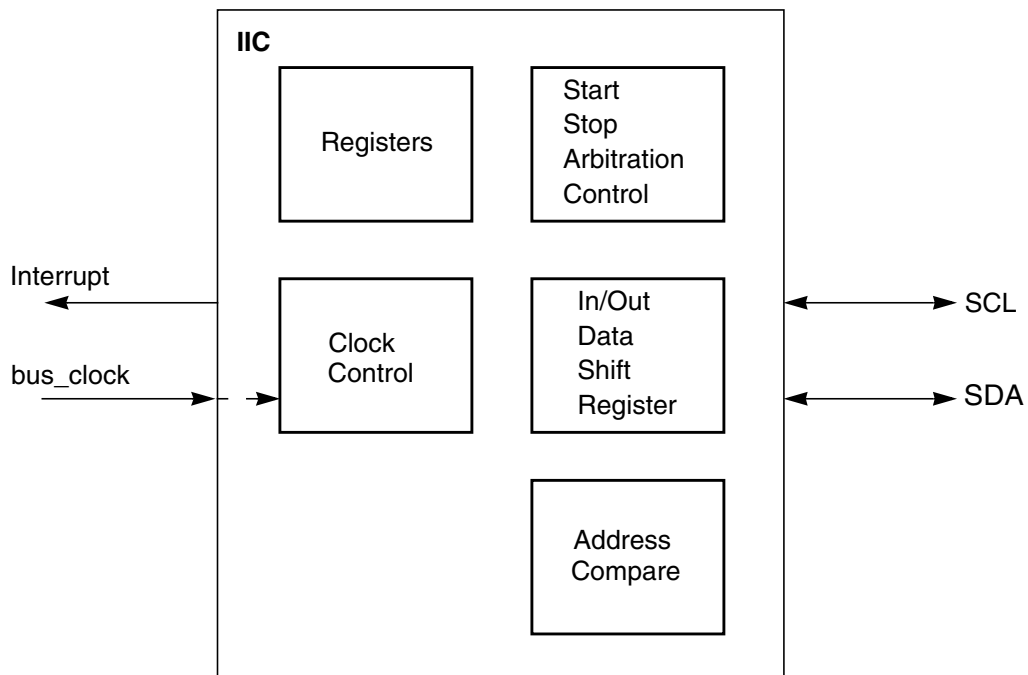 IIC
Registers
Start
Stop
Arbitration
Control
Interrupt
bus_clock
Clock
Control
In/Out
Data
Shift
Register
SCL
SDA
Address
Compare